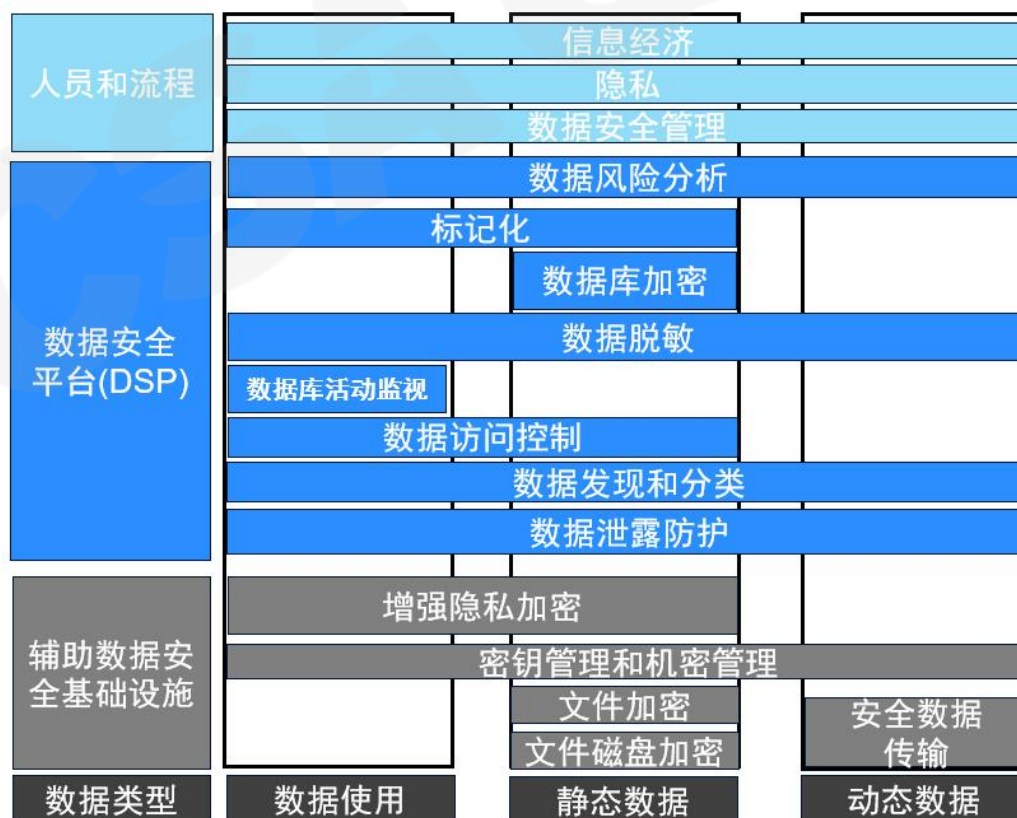 人员和流程
信息经济
隐私
数据安全管理
数据安全
平台(DSP)
数据风险分析
标记化
数据库加密
数据脱敏
数据库活动监视
数据访问控制
数据发现和分类
数据泄露防护
辅助数据安
全基础设施
增强隐私加密
密钥管理和机密管理
文件加密
文件磁盘加密
安全数据
传输
数据类型
数据使用
静态数据
动态数据